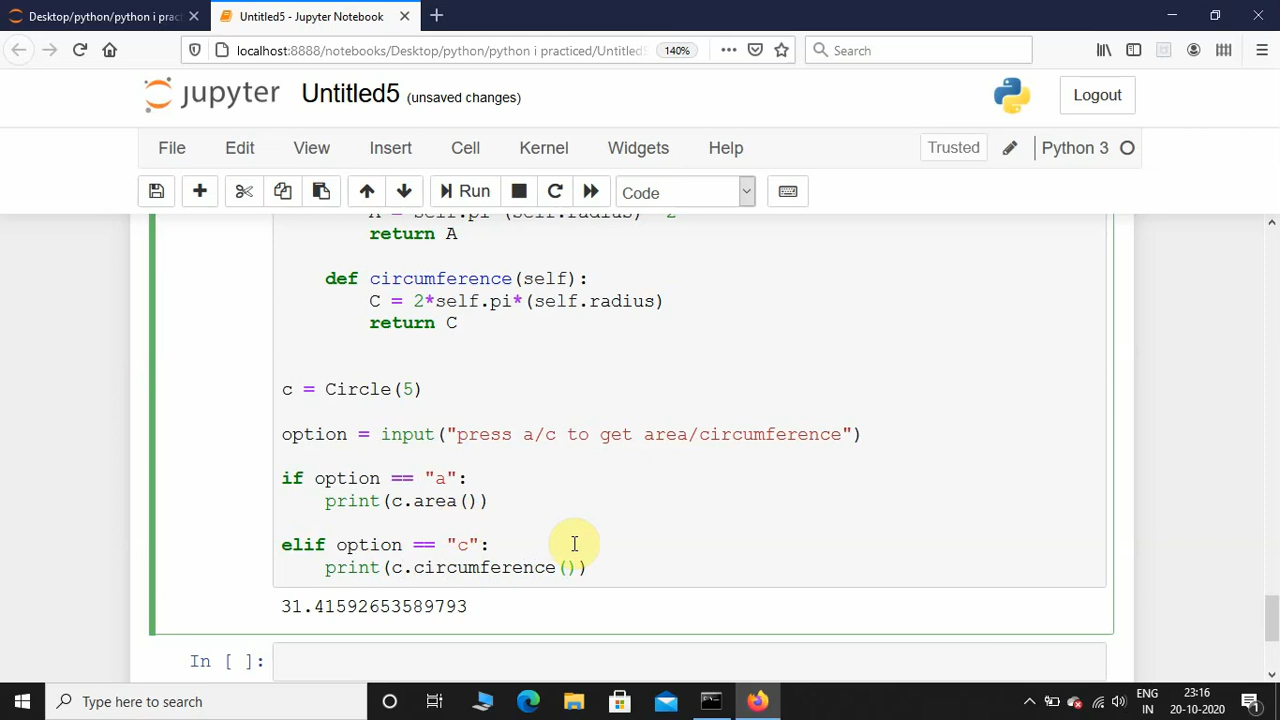 Desktop/python/python i prac
Untitled5 - Jupyter Notebook
localhost:8888/notebooks/Desktop/python/python i practiced/Untitled5
140%
Search
jupyter
Untitled5 (unsaved changes)
Logout
File
Edit
View
Insert
Cell
Kernel
Widgets
Help
Trusted
Python 3
Run
Code
return A
def circumference(self):
C = 2*self.pi*(self.radius)
return C
c = Circle(5)
option = input("press a/c to get area/circumference")
if option == "a":
print(c.area())
elif option == "c":
print(c.circumference())
31.41592653589793
In [ ]:
Type here to search
ENG
IN
23:16
20-10-2020
1